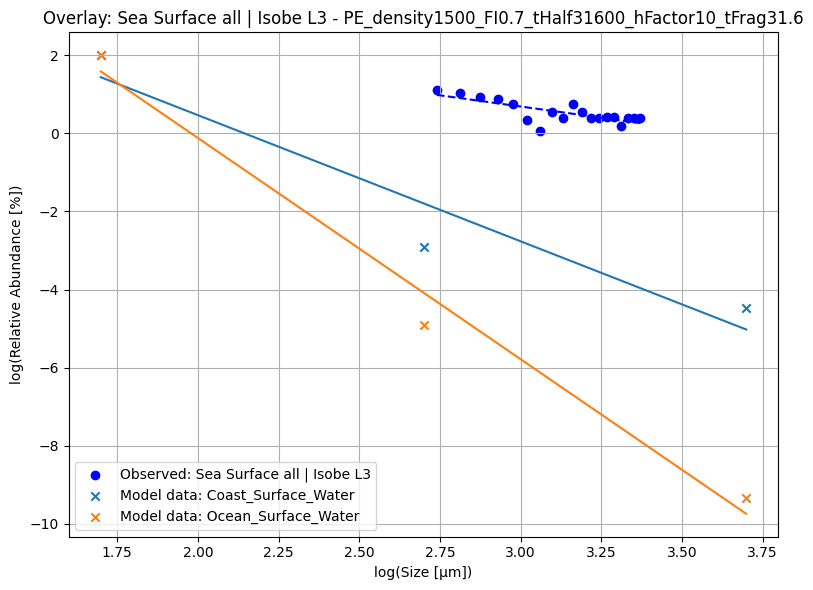 Overlay: Sea Surface all | Isobe L3 - PE_density1500_FI0.7_tHalf31600_hFactor10_tFrag31.6
log(Relative Abundance [%])
2
0
−2
−4
−6
−8
−10
Observed: Sea Surface all | Isobe L3
Model data: Coast_Surface_Water
Model data: Ocean_Surface_Water
1.75 2.00 2.25 2.50 2.75 3.00 3.25 3.50 3.75
log(Size [µm])